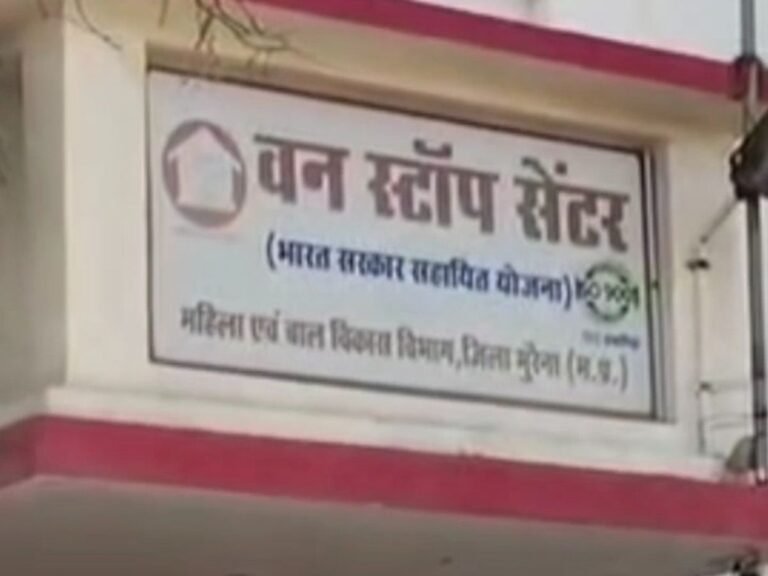 वन स्टॉप सेंटर
(भारत सरकार सहायित योजना)
महिला एवं बाल विकास विभाग,जिला मुरैना (म.प्र.)